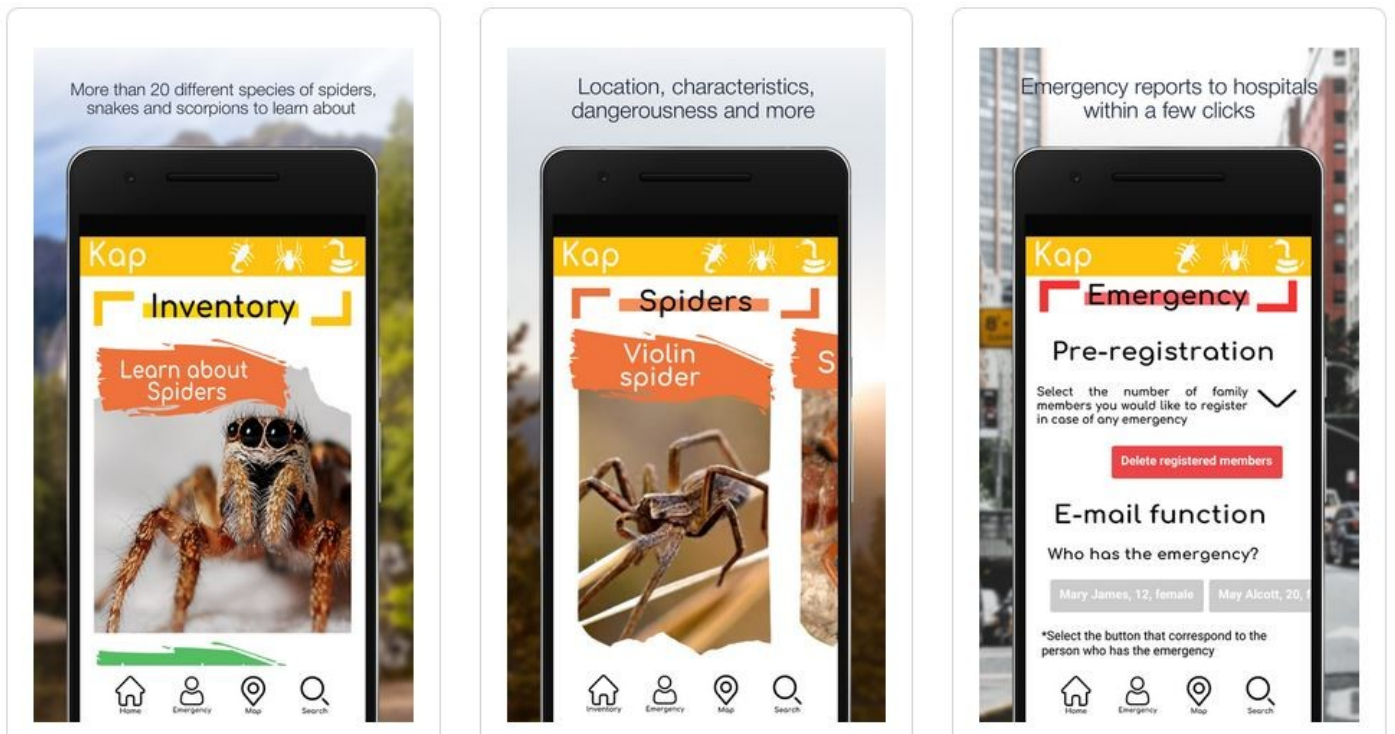 More than 20 different species of spiders,
snakes and scorpions to learn about
Kap
Inventory
Learn about
Spiders
Home
Emergency
Map
Search
Location, characteristics,
dangerousness and more
Kap
Spiders
Violin
spider
S
Inventory
Emergency
Map
Search
Emergency reports to hospitals
within a few clicks
8'
Kap
Emergency
Pre-registration
Select the number of family
members you would like to register
in case of any emergency
Delete registered members
E-mail function
Who has the emergency?
Mary James, 12, female
May Alcott, 20, f
*Select the button that correspond to the
person who has the emergency
Home
Emergency
Map
Search